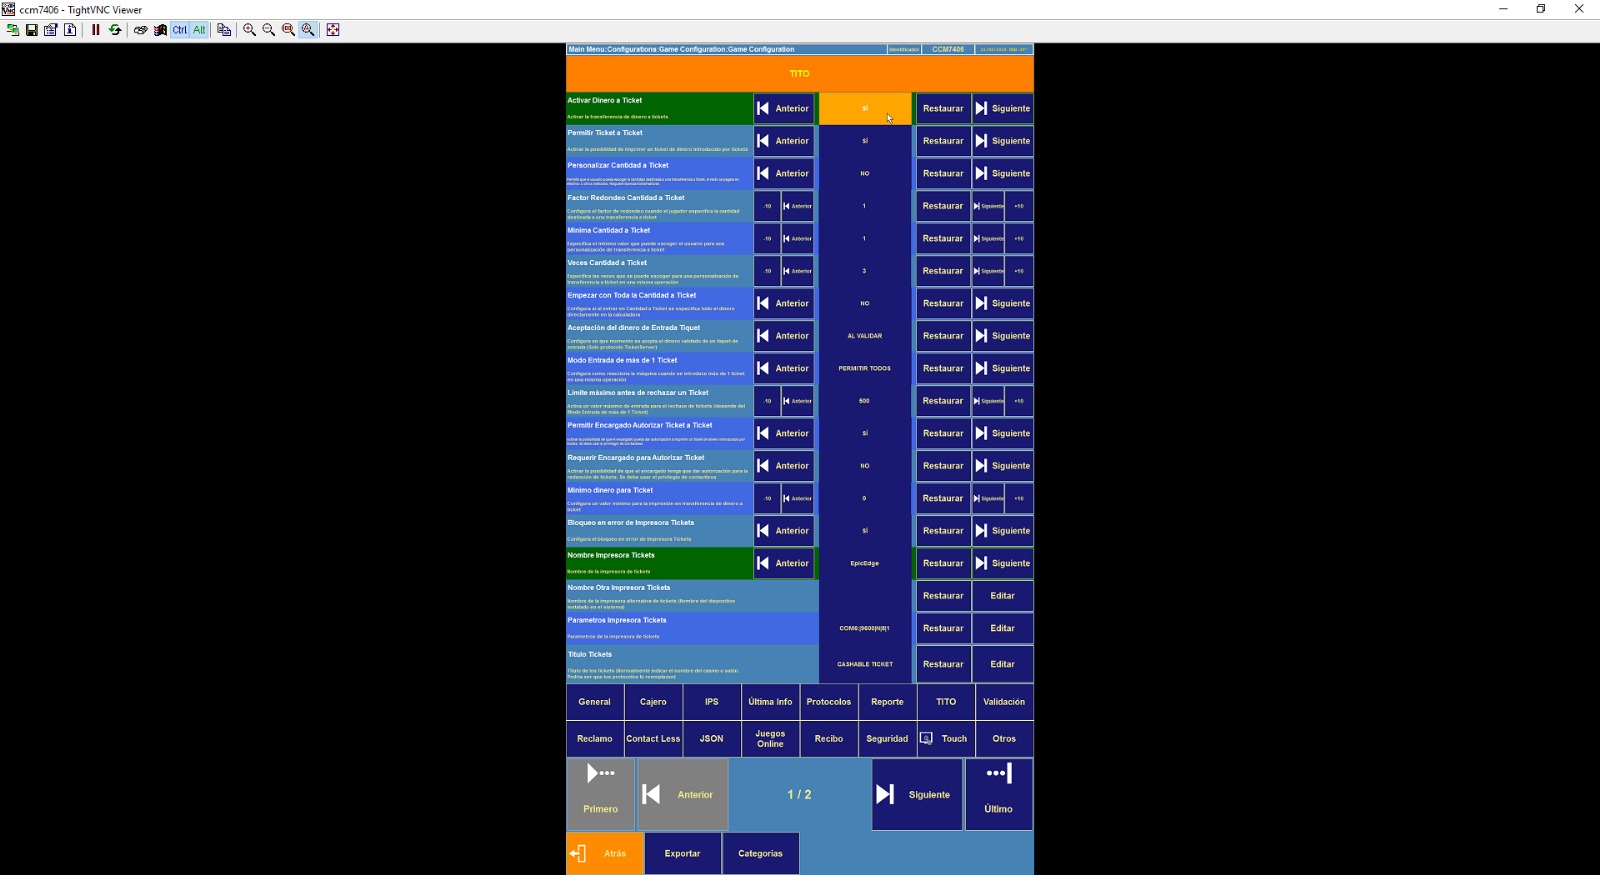 ccm7406 - TightVNC Viewer
Ctrl Alt
Main Menu:Configurations:Game Configuration:Game Configuration
Identificador CCM7406
TITO
Activar Dinero a Ticket
Activar la transferencia de dinero a tickets
Anterior SI Restaurar Siguiente
Permitir Ticket a Ticket
Activar la posibilidad de imprimir un ticket de dinero introducido por tickets
Anterior SI Restaurar Siguiente
Personalizar Cantidad a Ticket
Anterior NO Restaurar Siguiente
Factor Redondeo Cantidad a Ticket
Configura el factor de redondeo cuando el jugador especifica la cantidad
destinada a una transferencia a ticket
-10 Anterior 1 Restaurar Siguiente +10
Mínima Cantidad a Ticket
Especifica el mínimo valor que puede escoger el usuario para una
personalización de transferencia a ticket
-10 Anterior 1 Restaurar Siguiente +10
Veces Cantidad a Ticket
Especifica las veces que se puede escoger para una personalización de
transferencia a ticket en una misma operación
-10 Anterior 3 Restaurar Siguiente +10
Empezar con Toda la Cantidad a Ticket
Configura si al entrar en Cantidad a Ticket se especifica todo el dinero
directamente en la calculadora
Anterior NO Restaurar Siguiente
Aceptación del dinero de Entrada Tiquet
Configura en que momento se acepta el dinero validado de un tiquet de
entrada (Solo protocolo TicketServer)
Anterior AL VALIDAR Restaurar Siguiente
Modo Entrada de más de 1 Ticket
Configura como reacciona la máquina cuando se introduce más de 1 ticket
en una misma operación
Anterior PERMITIR TODOS Restaurar Siguiente
Límite máximo antes de rechazar un Ticket
Activa un valor máximo de entrada para el rechazo de tickets (depende del
Modo Entrada de más de 1 Ticket)
-10 Anterior 500 Restaurar Siguiente +10
Permitir Encargado Autorizar Ticket a Ticket
Anterior SI Restaurar Siguiente
Requerir Encargado para Autorizar Ticket
Activar la posibilidad de que el encargado tenga que dar autorización para la
redención de tickets. Se debe usar el privilegio de contactless
Anterior NO Restaurar Siguiente
Mínimo dinero para Ticket
Configura un valor mínimo para la impresión en transferencia de dinero a
ticket
-10 Anterior 0 Restaurar Siguiente +10
Bloqueo en error de Impresora Tickets
Configura el bloqueo en error de Impresora Tickets
Anterior SI Restaurar Siguiente
Nombre Impresora Tickets
Nombre de la impresora de tickets
Anterior EpicEdge Restaurar Siguiente
Nombre Otra Impresora Tickets
Nombre de la impresora alternativa de tickets (Nombre del dispositivo
instalado en el sistema)
Restaurar Editar
Parametros Impresora Tickets
Parametros de la impresora de tickets
COM6:|9600|N|8|1 Restaurar Editar
Título Tickets
Título de los tickets (Normalmente indicar el nombre del casino o salón.
Podría ser que los protocolos lo reemplacen)
CASHABLE TICKET Restaurar Editar
General Cajero IPS Última Info Protocolos Reporte TITO Validación
Reclamo Contact Less JSON Juegos Online Recibo Seguridad Touch Otros
Primero Anterior 1 / 2 Siguiente Último
Atrás Exportar Categorias